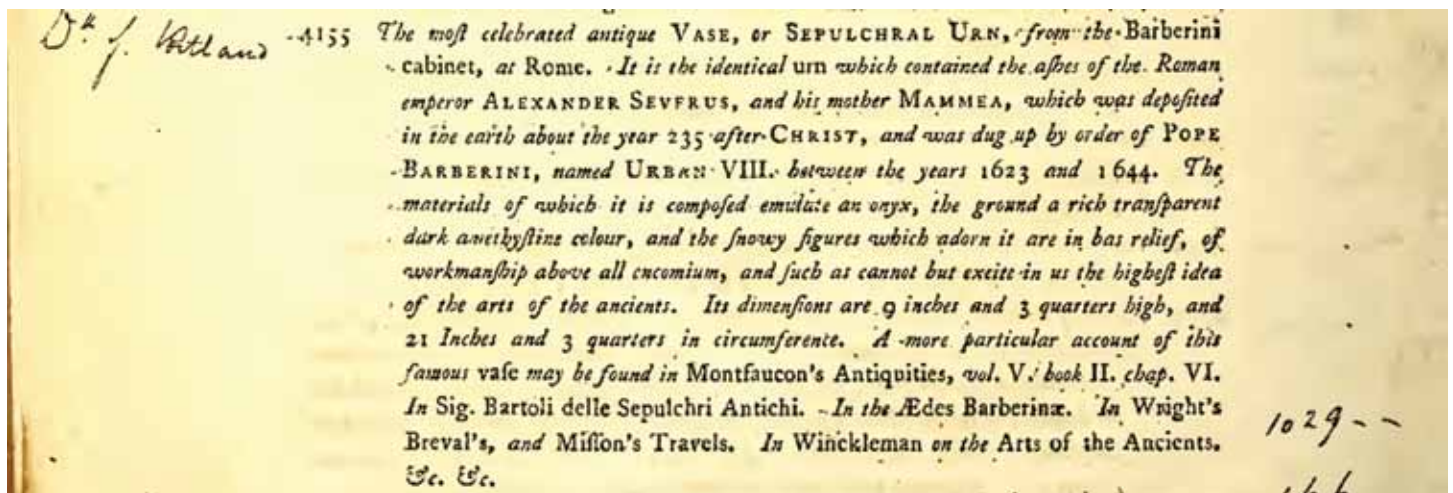 Dk of Portland 4155 The moſt celebrated antique VASE, or SEPULCHRAL URN, from the Barberini
cabinet, at Rome. It is the identical urn which contained the aſhes of the Roman
emperor ALEXANDER SEVERUS, and his mother MAMMEA, which was depoſited
in the earth about the year 235 after CHRIST, and was dug up by order of POPE
BARBERINI, named URBAN VIII. between the years 1623 and 1644. The
materials of which it is compoſed emulate an onyx, the ground a rich tranſparent
dark amethyſtine colour, and the ſnowy figures which adorn it are in bas relief, of
workmanſhip above all encomium, and ſuch as cannot but excite in us the higheſt idea
of the arts of the ancients. Its dimenſions are 9 inches and 3 quarters high, and
21 Inches and 3 quarters in circumference. A more particular account of this
famous vaſe may be found in Montfaucon's Antiquities, vol. V. book II. chap. VI.
In Sig. Bartoli delle Sepulchri Antichi. In the Ædes Barberinæ. In Wright's
Breval's, and Miſſon's Travels. In Winckleman on the Arts of the Ancients. 1029 - -
&c. &c.